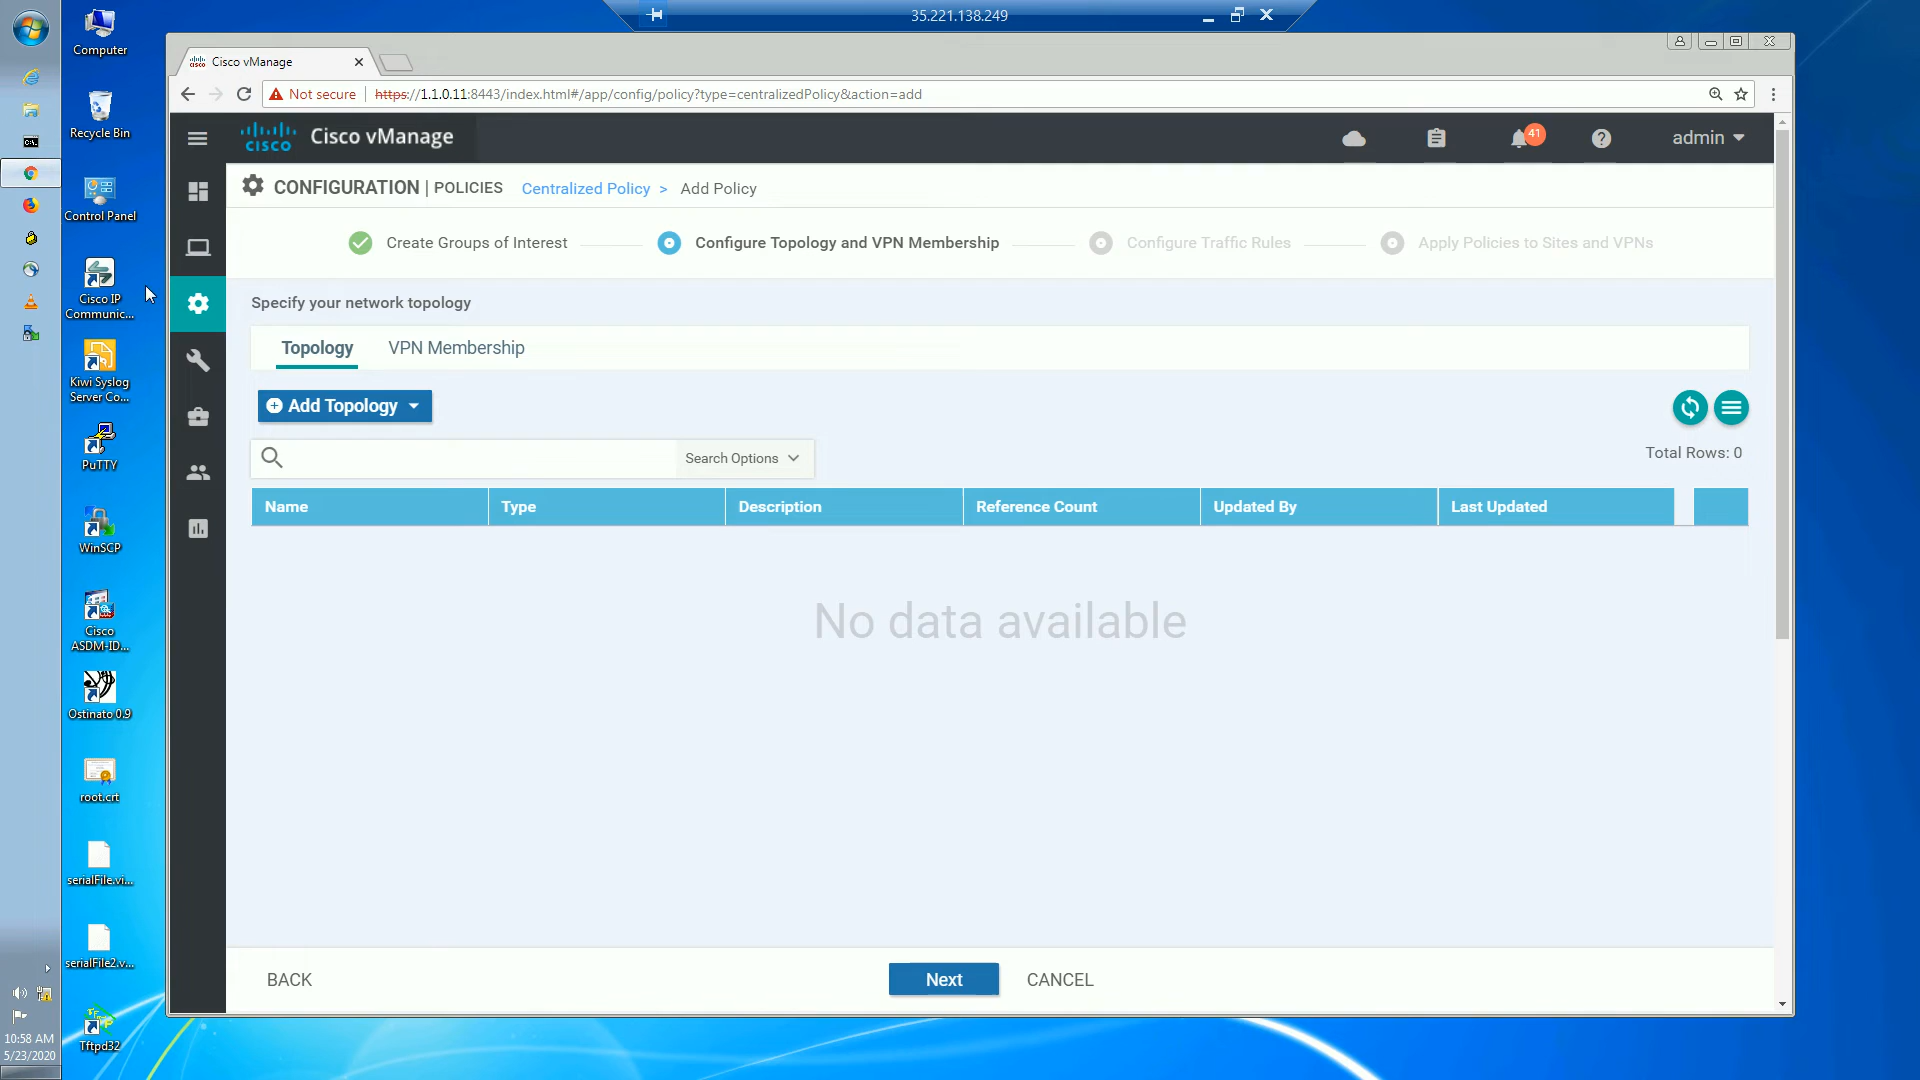 35.221.138.249
Computer
Recycle Bin
Control Panel
Cisco IP
Communic...
Kiwi Syslog
Server Co...
PuTTY
WinSCP
Cisco
ASDM-ID...
Ostinato 0.9
root.crt
serialFile.vi...
serialFile2.v...
Tftpd32
10:58 AM
5/23/2020
Cisco vManage
Not secure
https://1.1.0.11:8443/index.html#/app/config/policy?type=centralizedPolicy&action=add
cisco
Cisco vManage
41
admin
CONFIGURATION | POLICIES Centralized Policy > Add Policy
Create Groups of Interest
Configure Topology and VPN Membership
Configure Traffic Rules
Apply Policies to Sites and VPNs
Specify your network topology
Topology
VPN Membership
Add Topology
Search Options
Total Rows: 0
Name
Type
Description
Reference Count
Updated By
Last Updated
No data available
BACK
Next
CANCEL